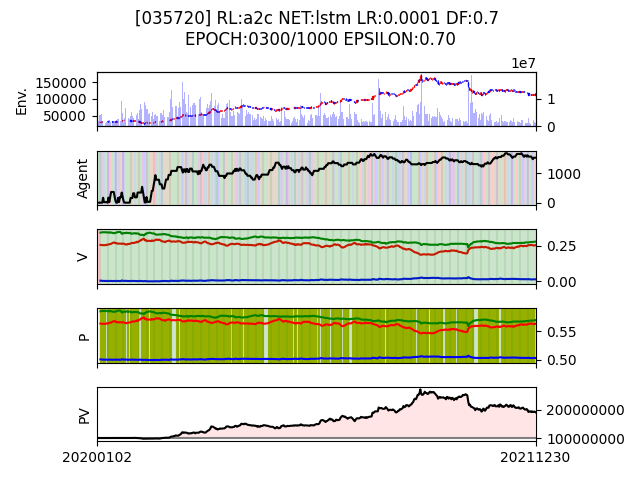 [035720] RL:a2c NET:lstm LR:0.0001 DF:0.7
EPOCH:0300/1000 EPSILON:0.70
1e7
Env.
150000
100000
50000
1
0
Agent
1000
0
V
0.25
0.00
P
0.55
0.50
PV
200000000
100000000
20200102
20211230